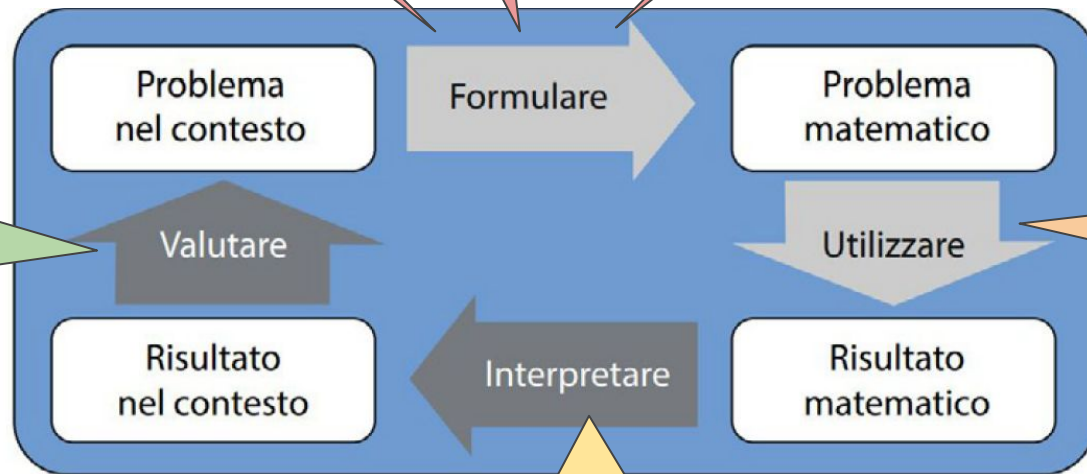 Problema
nel contesto
Formulare
Problema
matematico
Valutare
Utilizzare
Risultato
nel contesto
Interpretare
Risultato
matematico